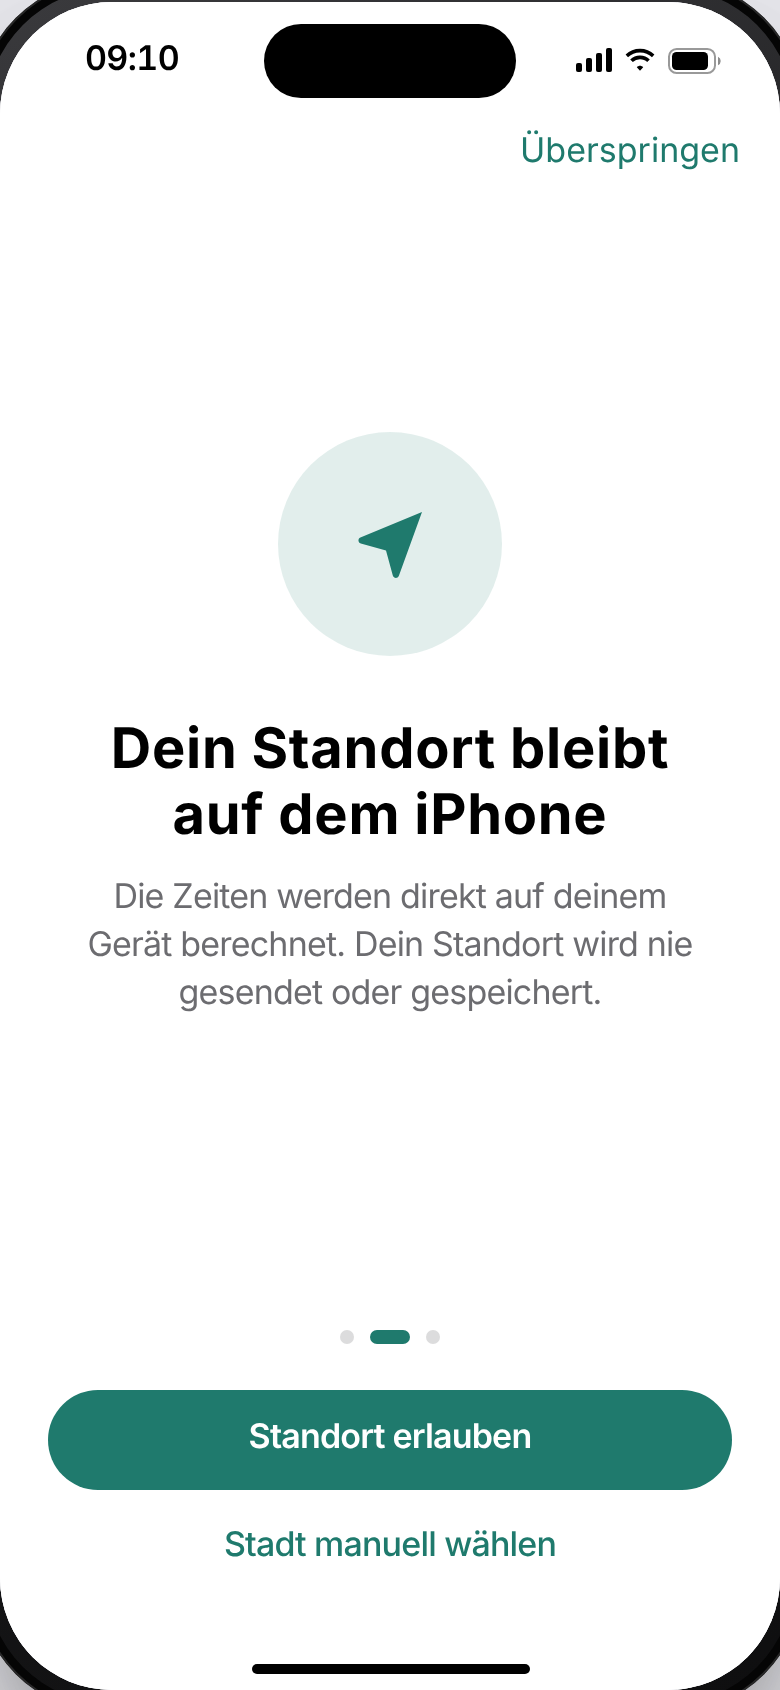 09:10
Überspringen
Dein Standort bleibt
auf dem iPhone
Die Zeiten werden direkt auf deinem
Gerät berechnet. Dein Standort wird nie
gesendet oder gespeichert.
Standort erlauben
Stadt manuell wählen